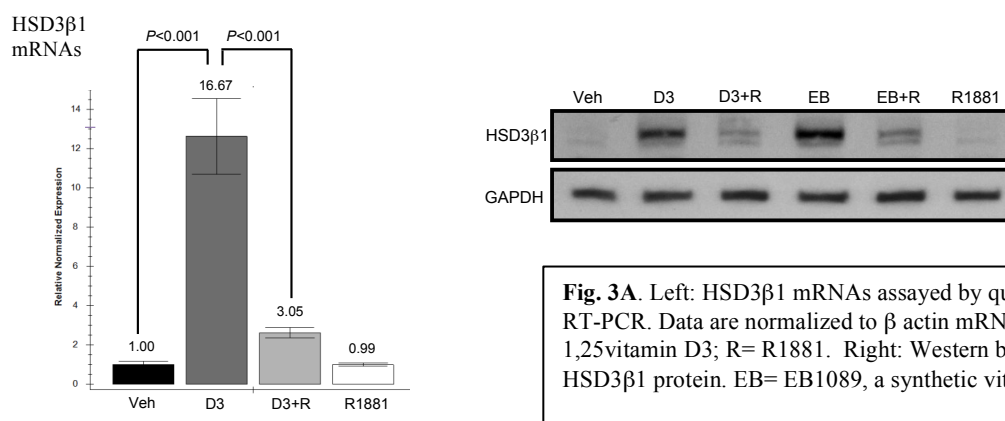 HSD3β1
mRNAs
P<0.001 P<0.001
16.67
14
12
10
8
6
4
2
0
Relative Normalized Expression
1.00
3.05
0.99
Veh D3 D3+R R1881
Veh D3 D3+R EB EB+R R1881
HSD3β1
GAPDH
Fig. 3A. Left: HSD3β1 mRNAs assayed by
RT-PCR. Data are normalized to β actin
1,25vitamin D3; R= R1881. Right: Western
HSD3β1 protein. EB= EB1089, a synthetic